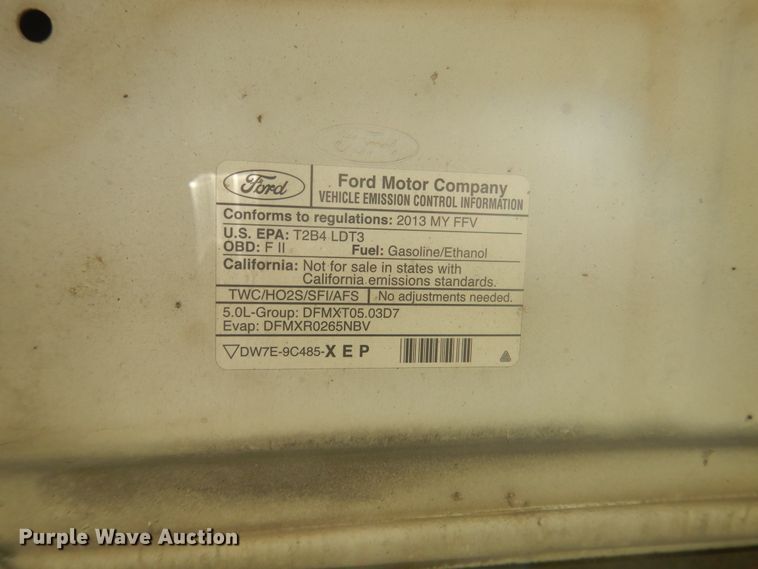 Ford
Ford
Ford Motor Company
VEHICLE EMISSION CONTROL INFORMATION
Conforms to regulations: 2013 MY FFV
U.S. EPA: T2B4 LDT3
OBD: F II Fuel: Gasoline/Ethanol
California: Not for sale in states with
California emissions standards.
TWC/HO2S/SFI/AFS No adjustments needed.
5.0L-Group: DFMXT05.03D7
Evap: DFMXR0265NBV
DW7E-9C485-XEP
Purple Wave Auction